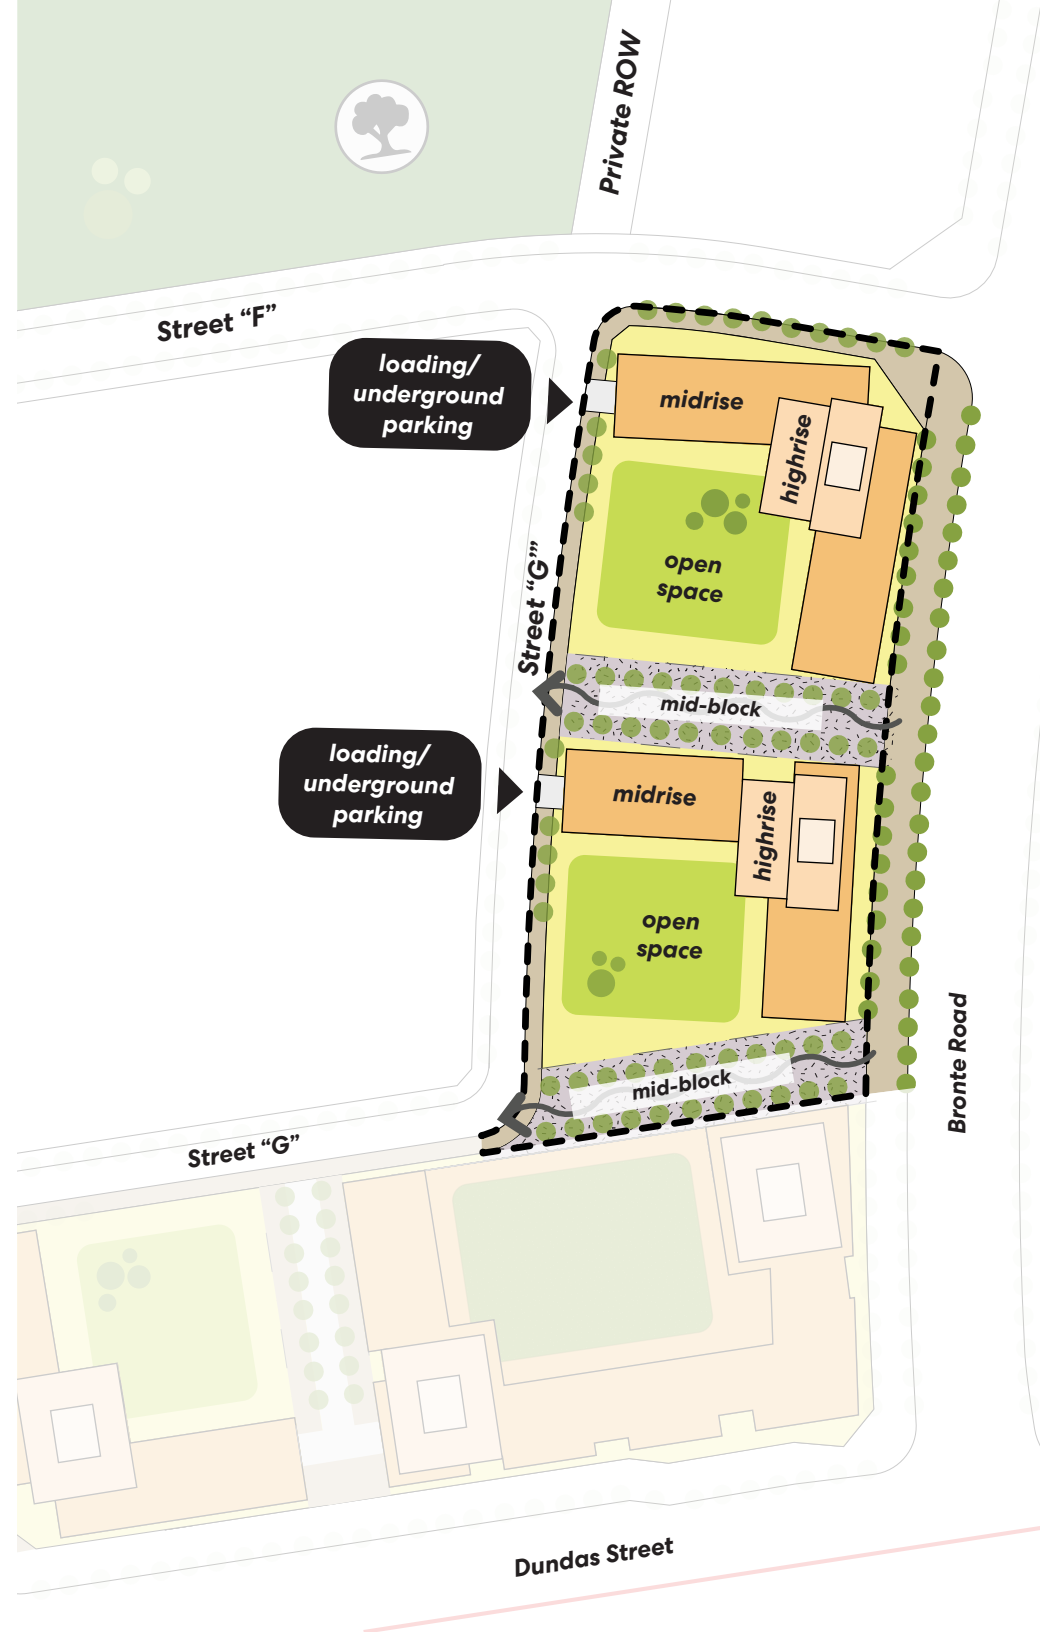 Private ROW
Street “F”
loading/
underground
parking
midrise
highrise
open
space
Street “G”’
mid-block
loading/
underground
parking
midrise
highrise
open
space
Bronte Road
mid-block
Street “G”
Dundas Street